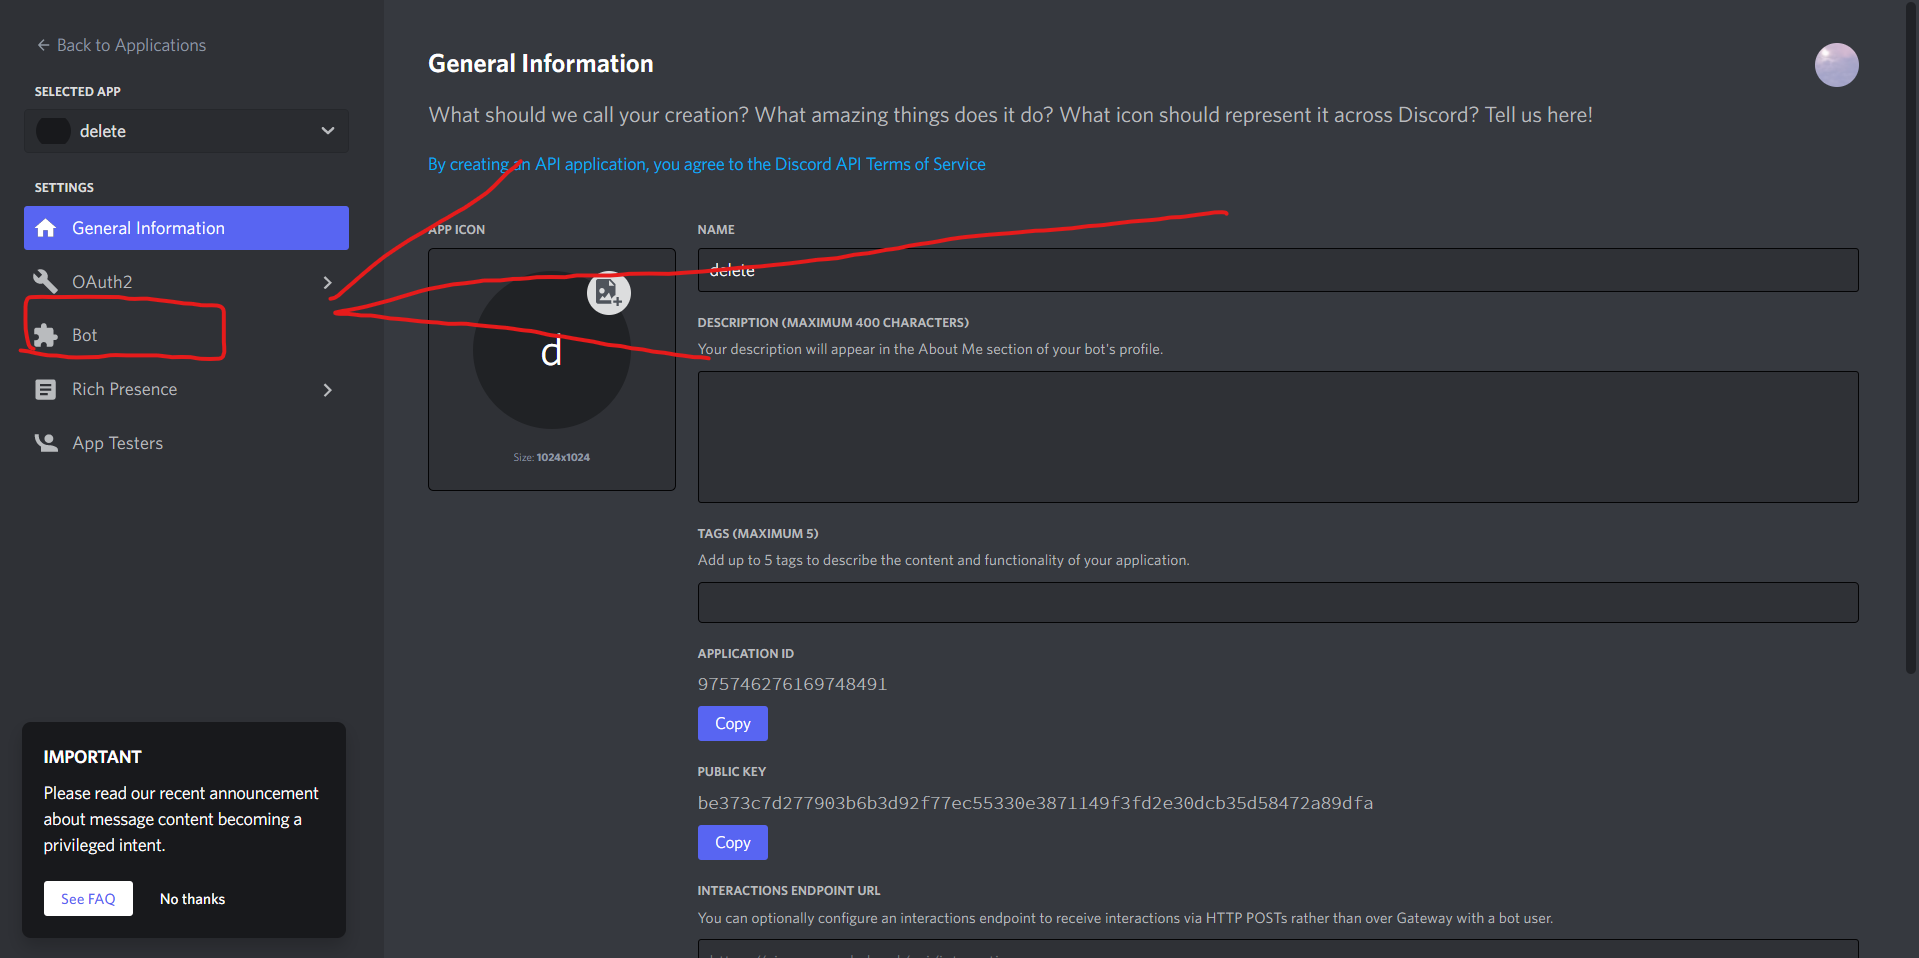 Back to Applications
SELECTED APP
delete
SETTINGS
General Information
OAuth2
Bot
Rich Presence
App Testers
IMPORTANT
Please read our recent announcement
about message content becoming a
privileged intent.
See FAQ
No thanks
General Information
What should we call your creation? What amazing things does it do? What icon should represent it across Discord? Tell us here!
By creating an API application, you agree to the Discord API Terms of Service
APP ICON
d
Size: 1024x1024
NAME
delete
DESCRIPTION (MAXIMUM 400 CHARACTERS)
Your description will appear in the About Me section of your bot's profile.
TAGS (MAXIMUM 5)
Add up to 5 tags to describe the content and functionality of your application.
APPLICATION ID
975746276169748491
Copy
PUBLIC KEY
be373c7d277903b6b3d92f77ec55330e3871149f3fd2e30dcb35d58472a89dfa
Copy
INTERACTIONS ENDPOINT URL
You can optionally configure an interactions endpoint to receive interactions via HTTP POSTs rather than over Gateway with a bot user.